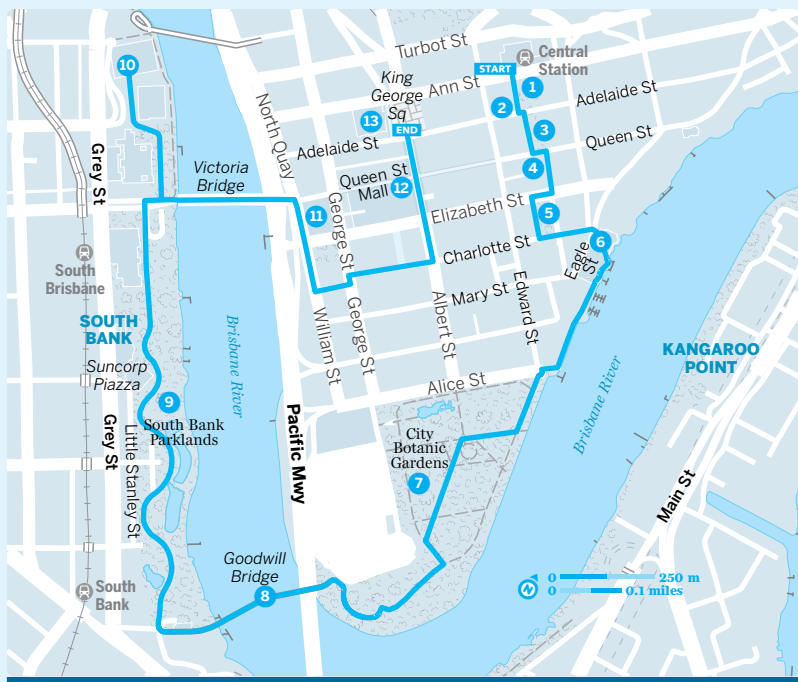 Turbot St
Central
Station
START
10
King
George
Sq
Ann St
1
Adelaide St
2
13
END
3
North Quay
Adelaide St
Queen St
Grey St
Victoria
Bridge
4
Queen St
Mall
12
11
Elizabeth St
5
George St
Charlotte St
6
Eagle
St
South
Brisbane
Mary St
Edward St
Albert St
George St
William St
SOUTH
BANK
Brisbane River
Suncorp
Piazza
KANGAROO
POINT
Brisbane River
Alice St
9
South Bank
Parklands
Grey St
Little Stanley St
Pacific Mwy
City
Botanic
Gardens
7
Main St
Goodwill
Bridge
8
South
Bank
N
0
250 m
0
0.1 miles